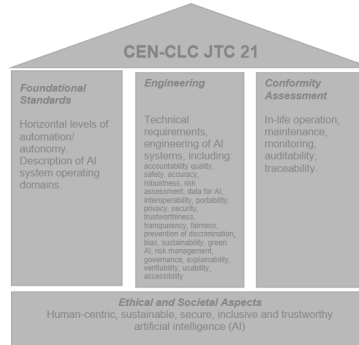 CEN-CLC JTC 21
Foundational
Standards
Horizontal levels of
automation/
autonomy.
Description of AI
system operating
domains.
Engineering
Technical
requirements,
engineering of AI
systems, including:
accountability quality,
safety, accuracy,
robustness, risk
assessment, data for AI,
interoperability, portability,
privacy, security,
trustworthiness,
transparency, fairness,
prevention of discrimination,
bias, sustainability, green
AI, risk management,
governance, explainability,
verifiability, usability,
accessibility
Conformity
Assessment
In-life operation,
maintenance,
monitoring,
auditability,
traceability.
Ethical and Societal Aspects
Human-centric, sustainable, secure, inclusive and trustworthy
artificial intelligence (AI)